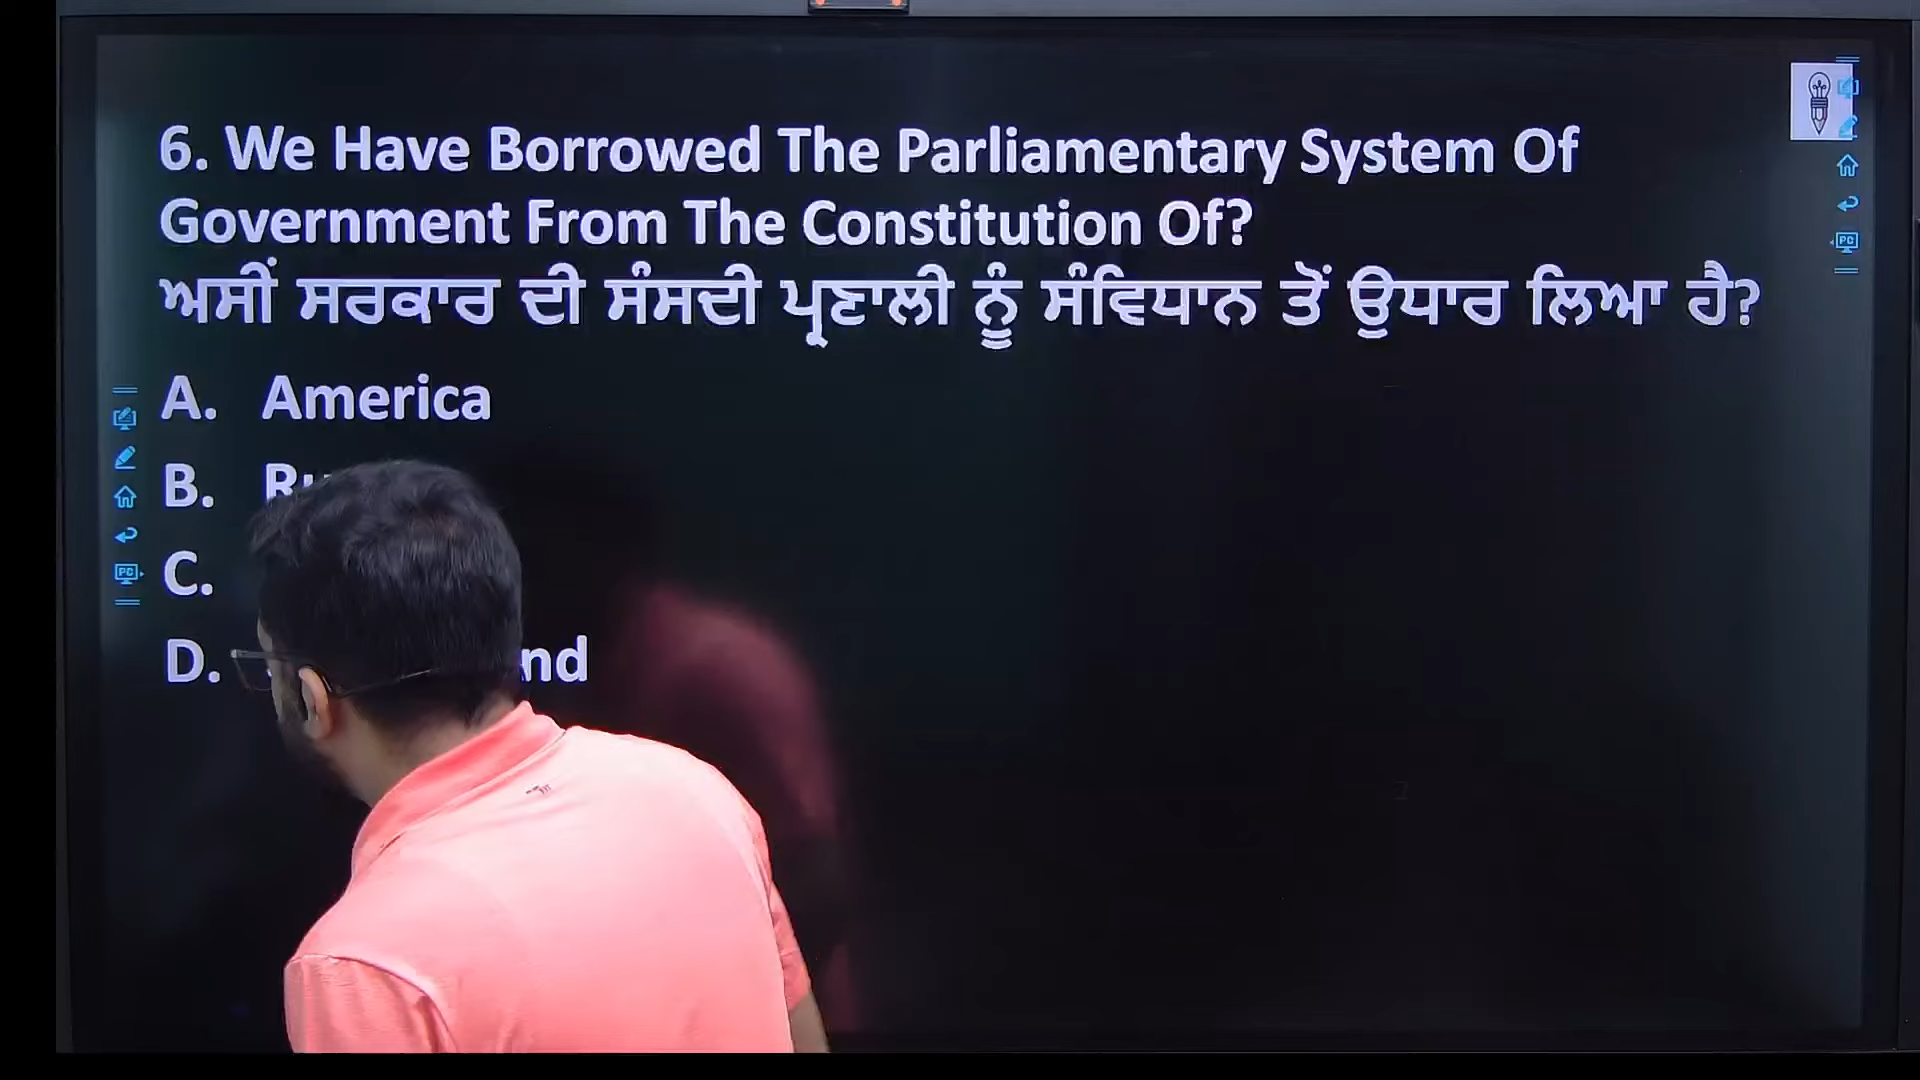 6. We Have Borrowed The Parliamentary System Of
Government From The Constitution Of?
ਅਸੀਂ ਸਰਕਾਰ ਦੀ ਸੰਸਦੀ ਪ੍ਰਣਾਲੀ ਨੂੰ ਸੰਵਿਧਾਨ ਤੋਂ ਉਧਾਰ ਲਿਆ ਹੈ?
A. America
B.
C.
D.